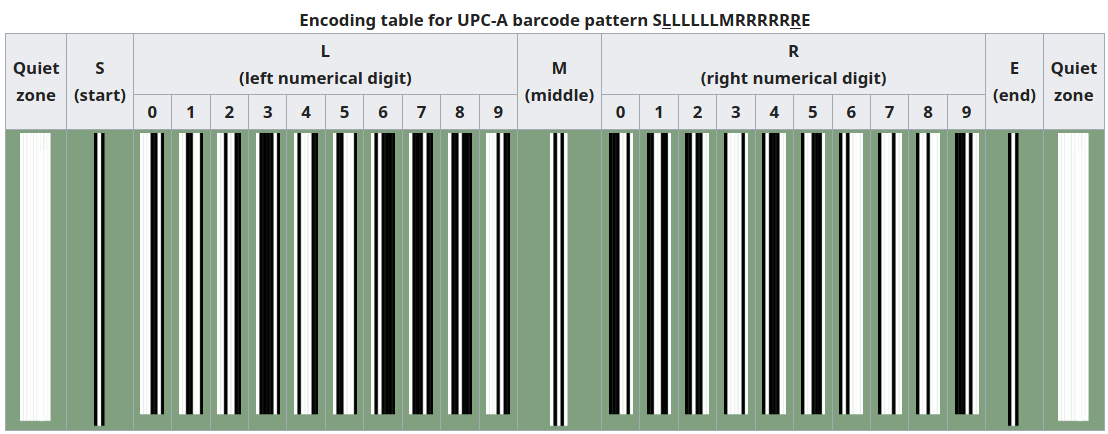 Encoding table for UPC-A barcode pattern SLLLLLLMRRRRRRE
Quiet zone
S (start)
L
(left numerical digit)
M (middle)
R
(right numerical digit)
E (end)
Quiet zone
0 1 2 3 4 5 6 7 8 9
0 1 2 3 4 5 6 7 8 9